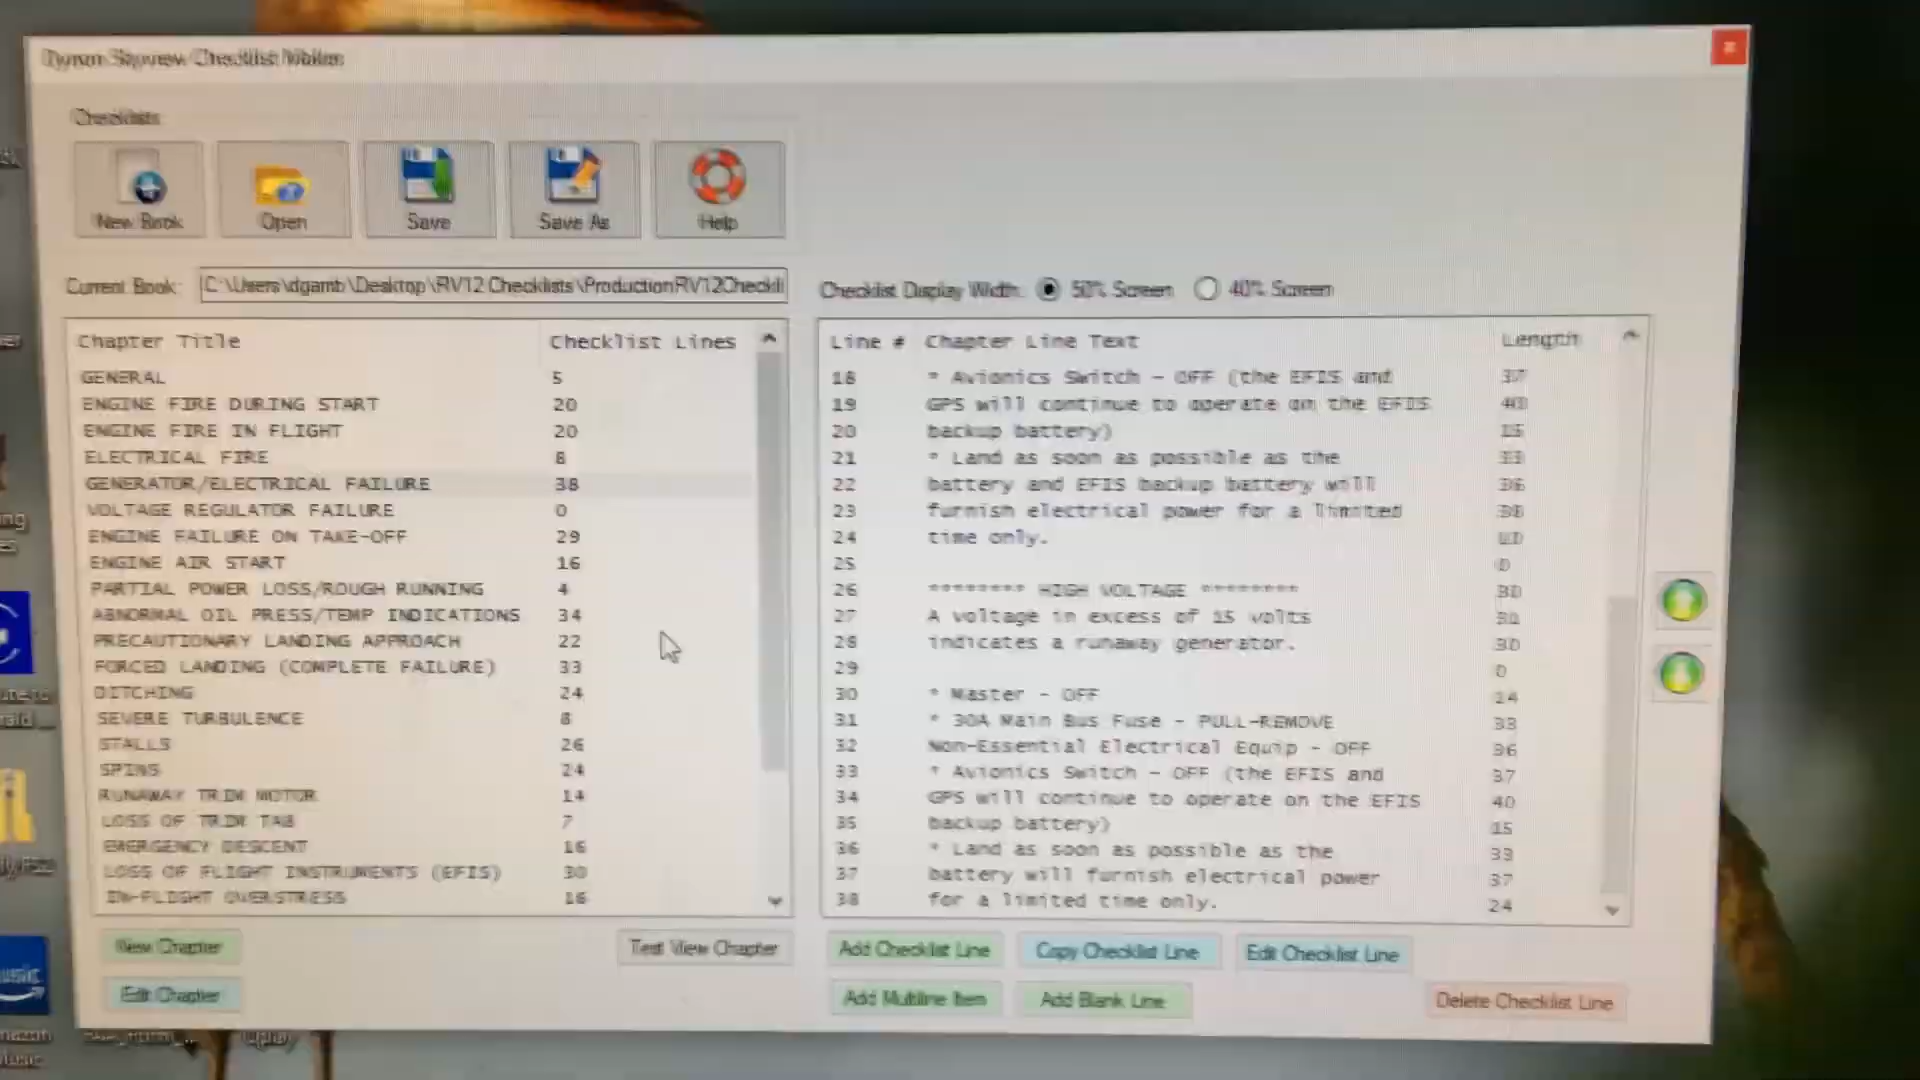 Dynon Skyview Checklist Maker
Checklists
New Book
Open
Save
Save As
Help
Current Book: C:\Users\dgamb\Desktop\RV12 Checklists\ProductionRV12Checkli
Checklist Display Width: 50% Screen 40% Screen
Chapter Title Checklist Lines
GENERAL 5
ENGINE FIRE DURING START 20
ENGINE FIRE IN FLIGHT 20
ELECTRICAL FIRE 8
GENERATOR/ELECTRICAL FAILURE 38
VOLTAGE REGULATOR FAILURE 0
ENGINE FAILURE ON TAKE-OFF 29
ENGINE AIR START 16
PARTIAL POWER LOSS/ROUGH RUNNING 4
ABNORMAL OIL PRESS/TEMP INDICATIONS 34
PRECAUTIONARY LANDING APPROACH 22
FORCED LANDING (COMPLETE FAILURE) 33
DITCHING 24
SEVERE TURBULENCE 8
STALLS 26
SPINS 24
RUNAWAY TRIM MOTOR 14
LOSS OF TRIM TAB 7
EMERGENCY DESCENT 16
LOSS OF FLIGHT INSTRUMENTS (EFIS) 30
IN-FLIGHT OVERSTRESS 16
New Chapter
Test View Chapter
Edit Chapter
Line # Chapter Line Text Length
18 * Avionics Switch - OFF (the EFIS and 37
19 GPS will continue to operate on the EFIS 40
20 backup battery) 15
21 * Land as soon as possible as the 33
22 battery and EFIS backup battery will 36
23 furnish electrical power for a limited 38
24 time only.
25 0
26 ******** HIGH VOLTAGE ******** 30
27 A voltage in excess of 15 volts
28 indicates a runaway generator. 30
29 0
30 * Master - OFF 14
31 * 30A Main Bus Fuse - PULL-REMOVE 33
32 Non-Essential Electrical Equip - OFF 36
33 * Avionics Switch - OFF (the EFIS and 37
34 GPS will continue to operate on the EFIS 40
35 backup battery) 15
36 * Land as soon as possible as the 33
37 battery will furnish electrical power 37
38 for a limited time only. 24
Add Checklist Line
Copy Checklist Line
Edit Checklist Line
Add Multiline Item
Add Blank Line
Delete Checklist Line